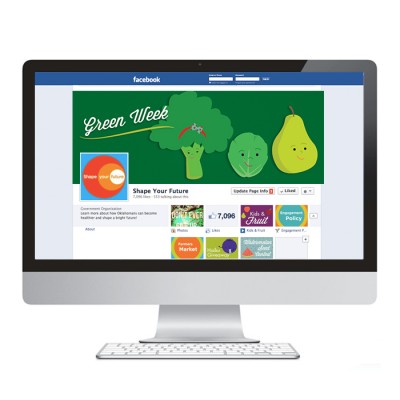 facebook
Green Week
Shape your Future
Shape Your Future
Update Page Info
Liked
7,096 likes · 153 talking about this
Government Organization
Learn more about how Oklahomans can become
healthier and shape a bright future!
About
7,096
Kids &
Fruit
Engagement
Policy
Photos
Likes
Kids & Fruit
Engagement P...
Farmers
Market
Watermelon
Seed